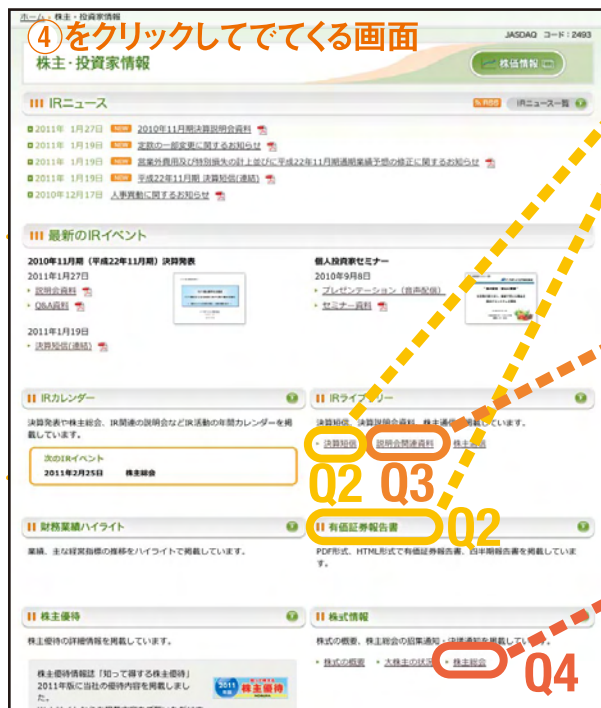 ホーム > 株主・投資家情報
④をクリックしてでてくる画面
JASDAQ コード：2493
株主・投資家情報
株価情報
IRニュース
RSS
IRニュース一覧
2011年 1月27日 NEW 2010年11月期決算説明会資料
2011年 1月19日 NEW 定款の一部変更に関するお知らせ
2011年 1月19日 NEW 営業外費用及び特別損失の計上並びに平成22年11月期通期業績予想の修正に関するお知らせ
2011年 1月19日 NEW 平成22年11月期 決算短信(連結)
2010年12月17日 人事異動に関するお知らせ
最新のIRイベント
2010年11月期（平成22年11月期）決算発表
2011年1月27日
・説明会資料
・Q&A資料
2011年1月19日
・決算短信(連結)
個人投資家セミナー
2010年9月8日
・プレゼンテーション（音声配信）
・セミナー資料
IRカレンダー
決算発表や株主総会、IR関連の説明会などIR活動の年間カレンダーを掲
載しています。
次のIRイベント
2011年2月25日 株主総会
IRライブラリー
決算短信、決算説明会資料、株主通信を掲載しています。
・決算短信 ・説明会関連資料 ・株主通信
Q2 Q3
財務業績ハイライト
業績、主な経営指標の推移をハイライトで掲載しています。
有価証券報告書
Q2
PDF形式、HTML形式で有価証券報告書、四半期報告書を掲載していま
す。
株主優待
株主優待の詳細情報を掲載しています。
株主優待情報誌「知って得する株主優待」
2011年版に当社の優待内容を掲載しまし
た。
2011
株主優待
株式情報
株式の概要、株主総会の招集通知・決議通知を掲載しています。
・株式の概要 ・大株主の状況 ・株主総会
Q4